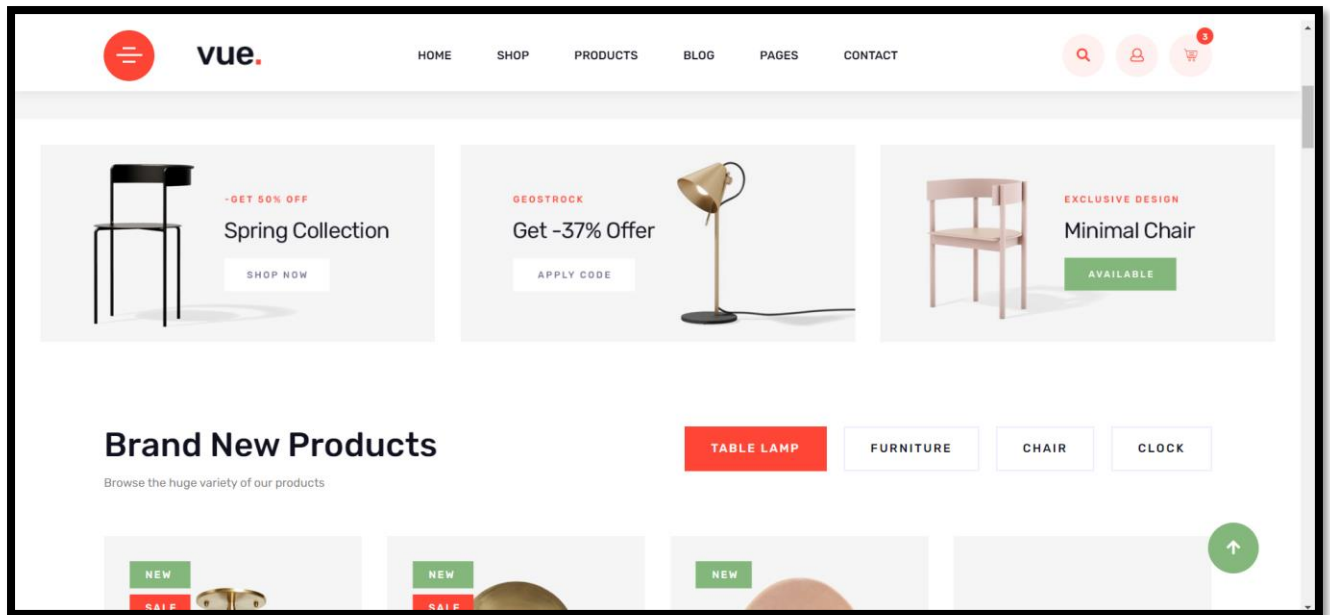 vue.
HOME SHOP PRODUCTS BLOG PAGES CONTACT
3
-GET 50% OFF
Spring Collection
SHOP NOW
GEOSTROCK
Get -37% Offer
APPLY CODE
EXCLUSIVE DESIGN
Minimal Chair
AVAILABLE
Brand New Products
Browse the huge variety of our products
TABLE LAMP FURNITURE CHAIR CLOCK
NEW
SALE
NEW
SALE
NEW